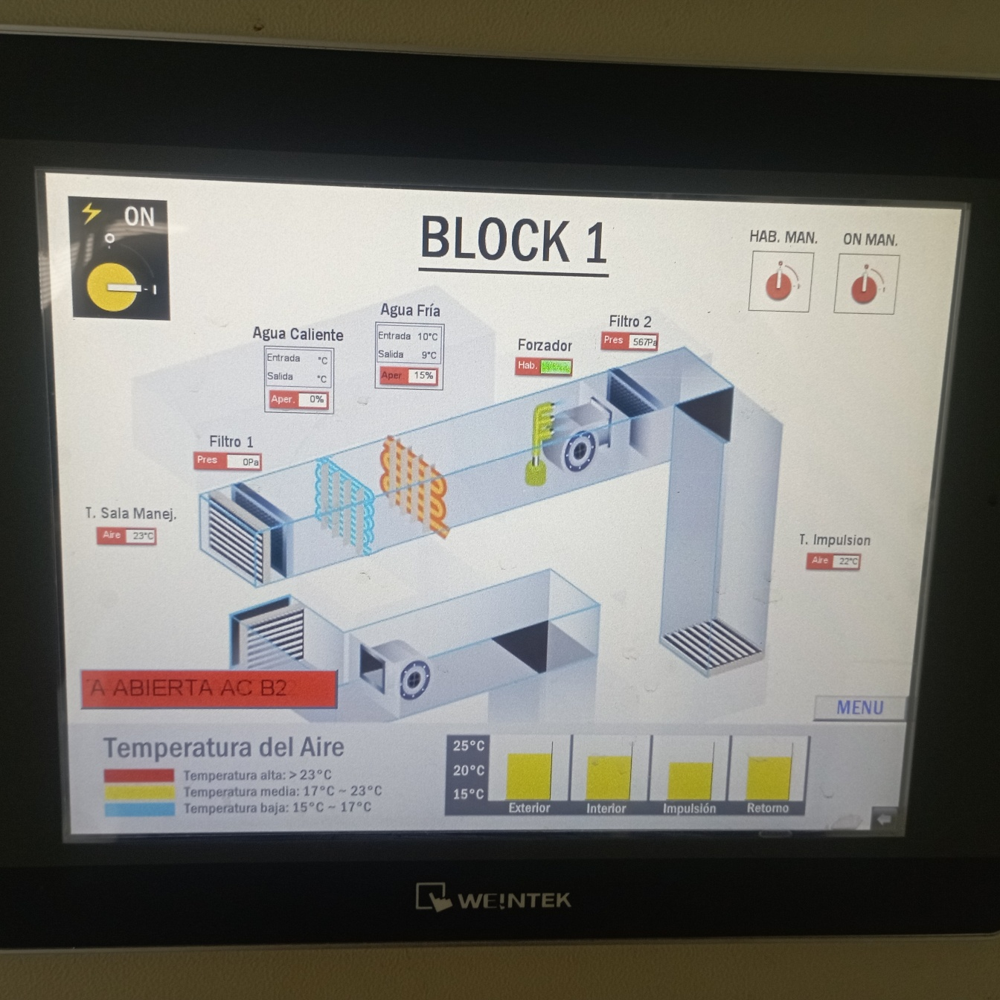 ON
BLOCK 1
HAB. MAN.
ON MAN.
Agua Caliente
Entrada °C
Salida °C
Aper. 0%
Agua Fría
Entrada 10°C
Salida 9°C
Aper 15%
Forzador
Hab.
Filtro 2
Pres 567Pa
Filtro 1
Pres 0Pa
T. Sala Manej.
Aire 23°C
T. Impulsion
Aire 22°C
A ABIERTA AC B2
MENU
Temperatura del Aire
Temperatura alta: > 23°C
Temperatura media: 17°C ~ 23°C
Temperatura baja: 15°C ~ 17°C
25°C
20°C
15°C
Exterior
Interior
Impulsión
Retorno
WEINTEK